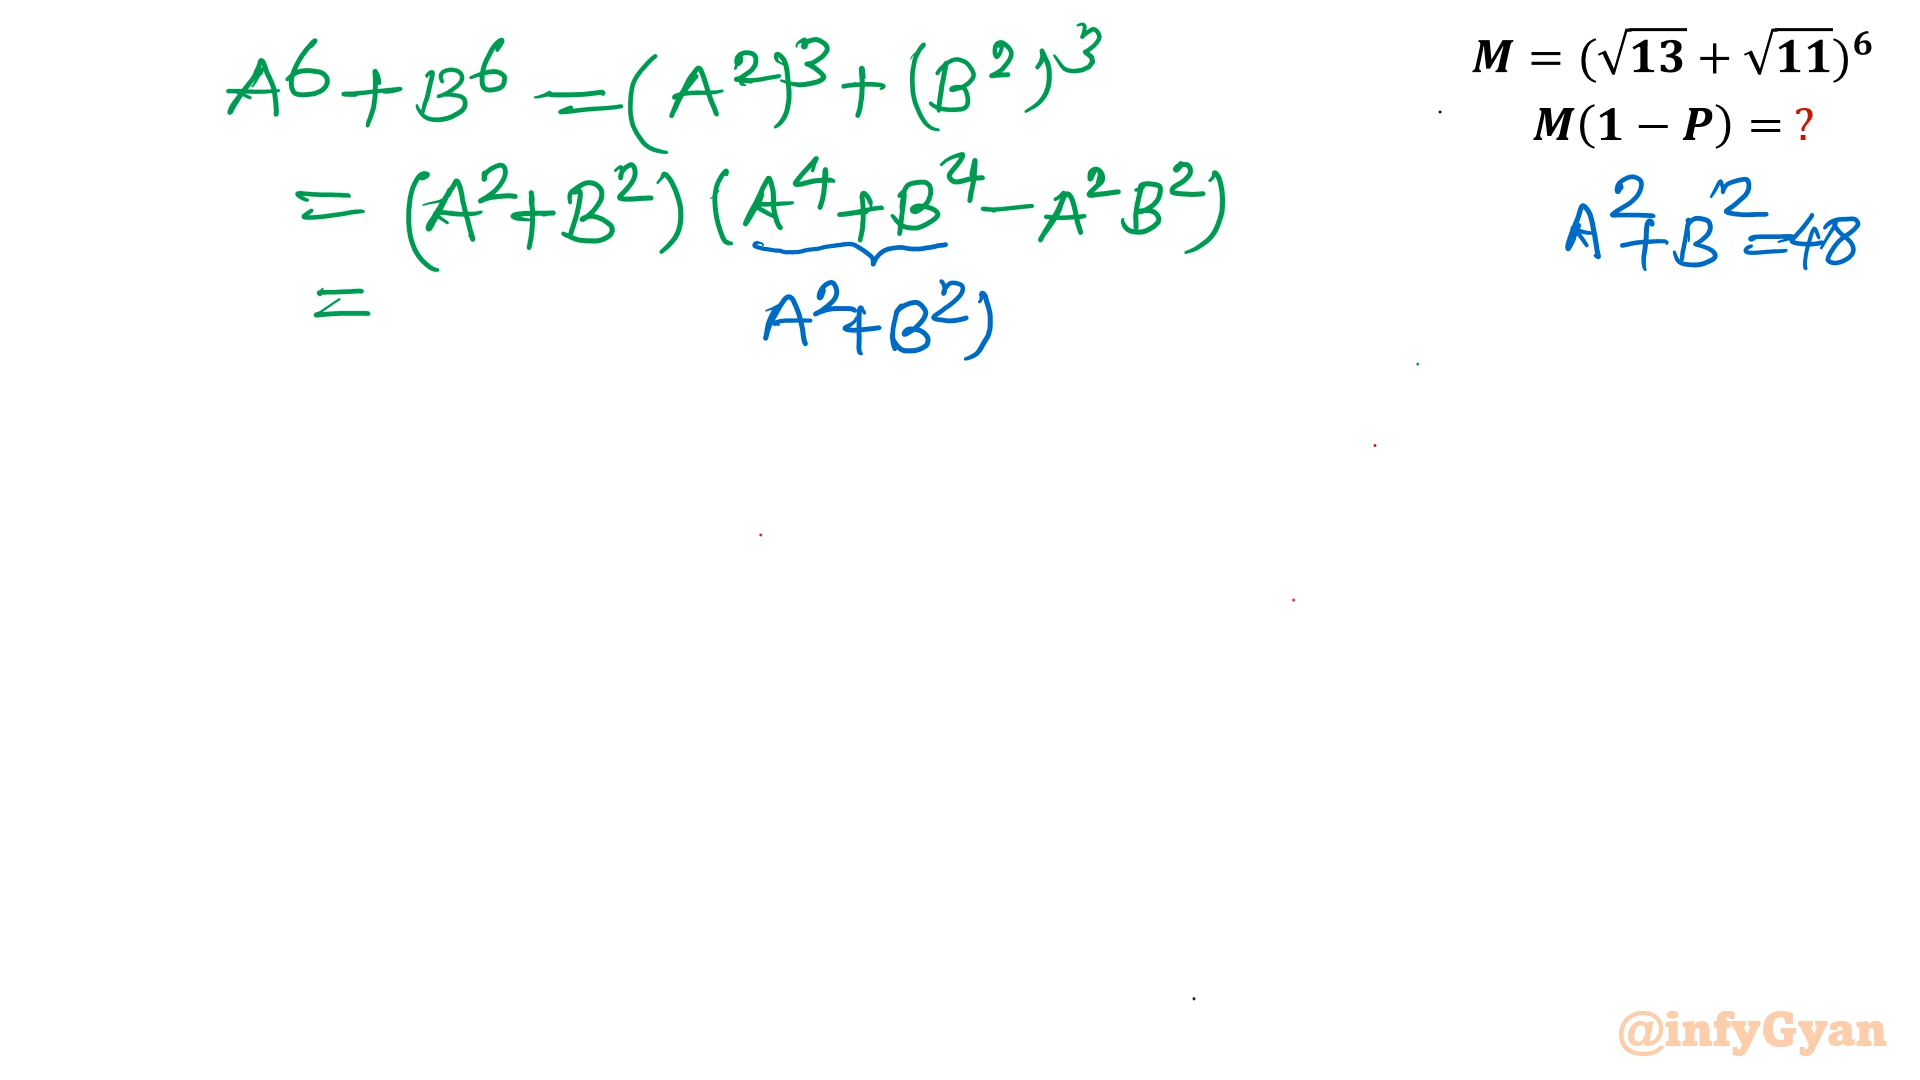 A⁶ + B⁶ = (A²)³ + (B²)³
= (A² + B²) (A⁴ + B⁴ − A²B²)
=
A² + B²)
M = (√13 + √11)⁶
M(1 − P) = ?
A² + B² = 48
@infyGyan